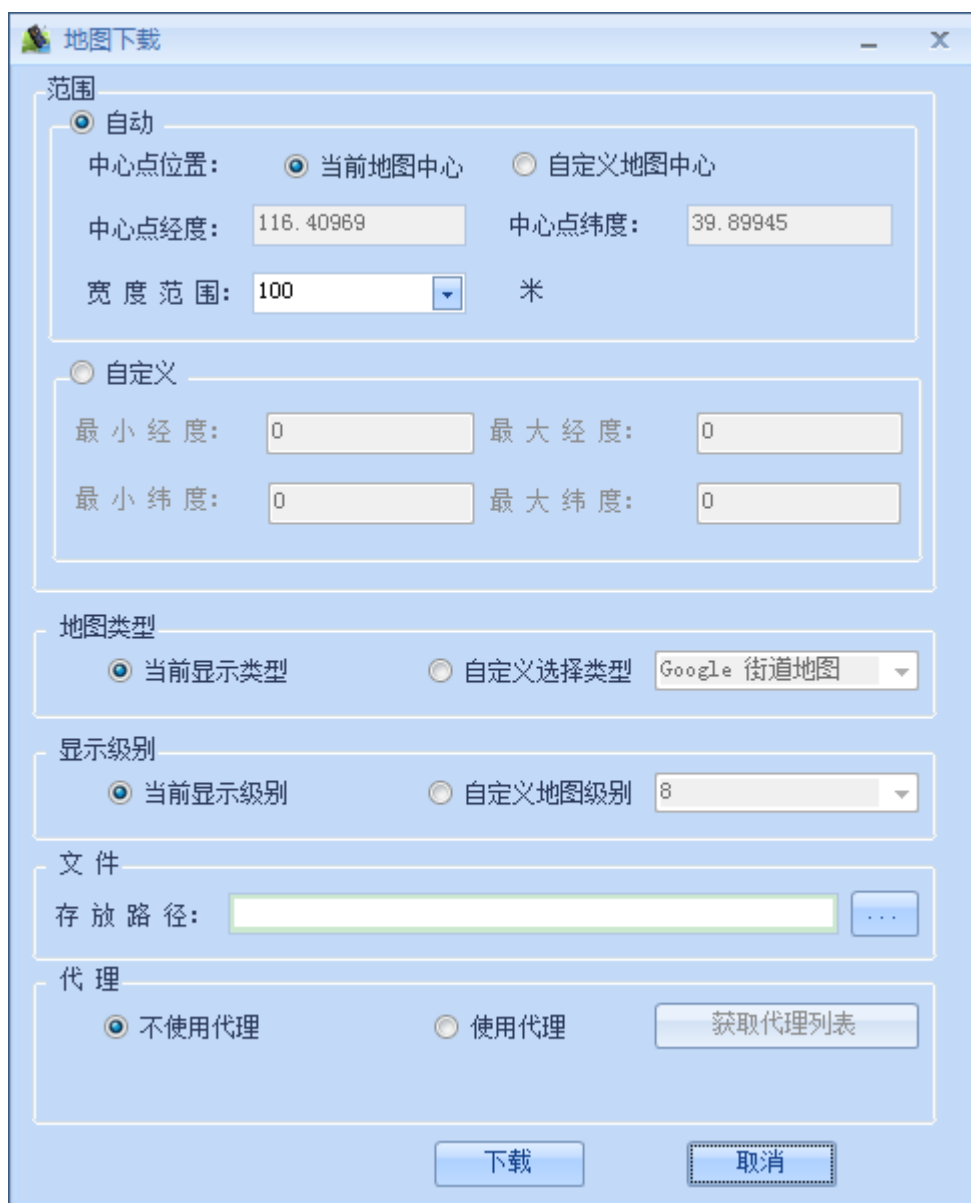 地图下载
范围
自动
中心点位置: 当前地图中心 自定义地图中心
中心点经度: 116.40969 中心点纬度: 39.89945
宽 度 范 围: 100 米
自定义
最 小 经 度: 0 最 大 经 度: 0
最 小 纬 度: 0 最 大 纬 度: 0
地图类型
当前显示类型 自定义选择类型 Google 街道地图
显示级别
当前显示级别 自定义地图级别 8
文 件
存 放 路 径: ...
代 理
不使用代理 使用代理 获取代理列表
下载 取消